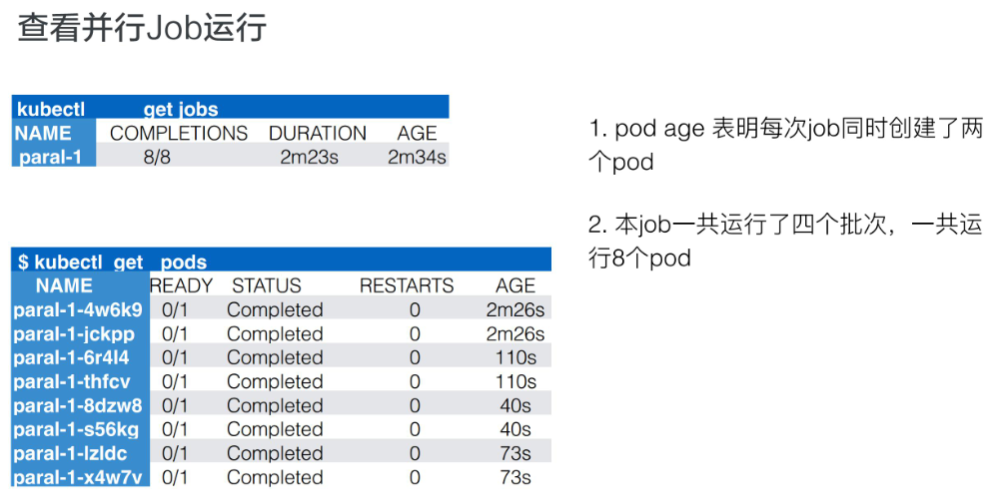 查看并行Job运行
kubectl get jobs
NAME COMPLETIONS DURATION AGE
paral-1 8/8 2m23s 2m34s
1. pod age 表明每次job同时创建了两
个pod
2. 本job一共运行了四个批次，一共运
行8个pod
$ kubectl get pods
NAME READY STATUS RESTARTS AGE
paral-1-4w6k9 0/1 Completed 0 2m26s
paral-1-jckpp 0/1 Completed 0 2m26s
paral-1-6r4l4 0/1 Completed 0 110s
paral-1-thfcv 0/1 Completed 0 110s
paral-1-8dzw8 0/1 Completed 0 40s
paral-1-s56kg 0/1 Completed 0 40s
paral-1-lzldc 0/1 Completed 0 73s
paral-1-x4w7v 0/1 Completed 0 73s